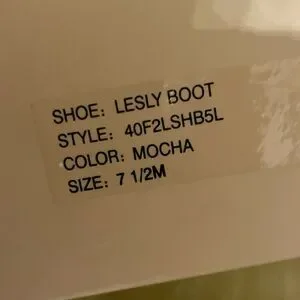 SHOE: LESLY BOOT
STYLE: 40F2LSHB5L
COLOR: MOCHA
SIZE: 7 1/2M